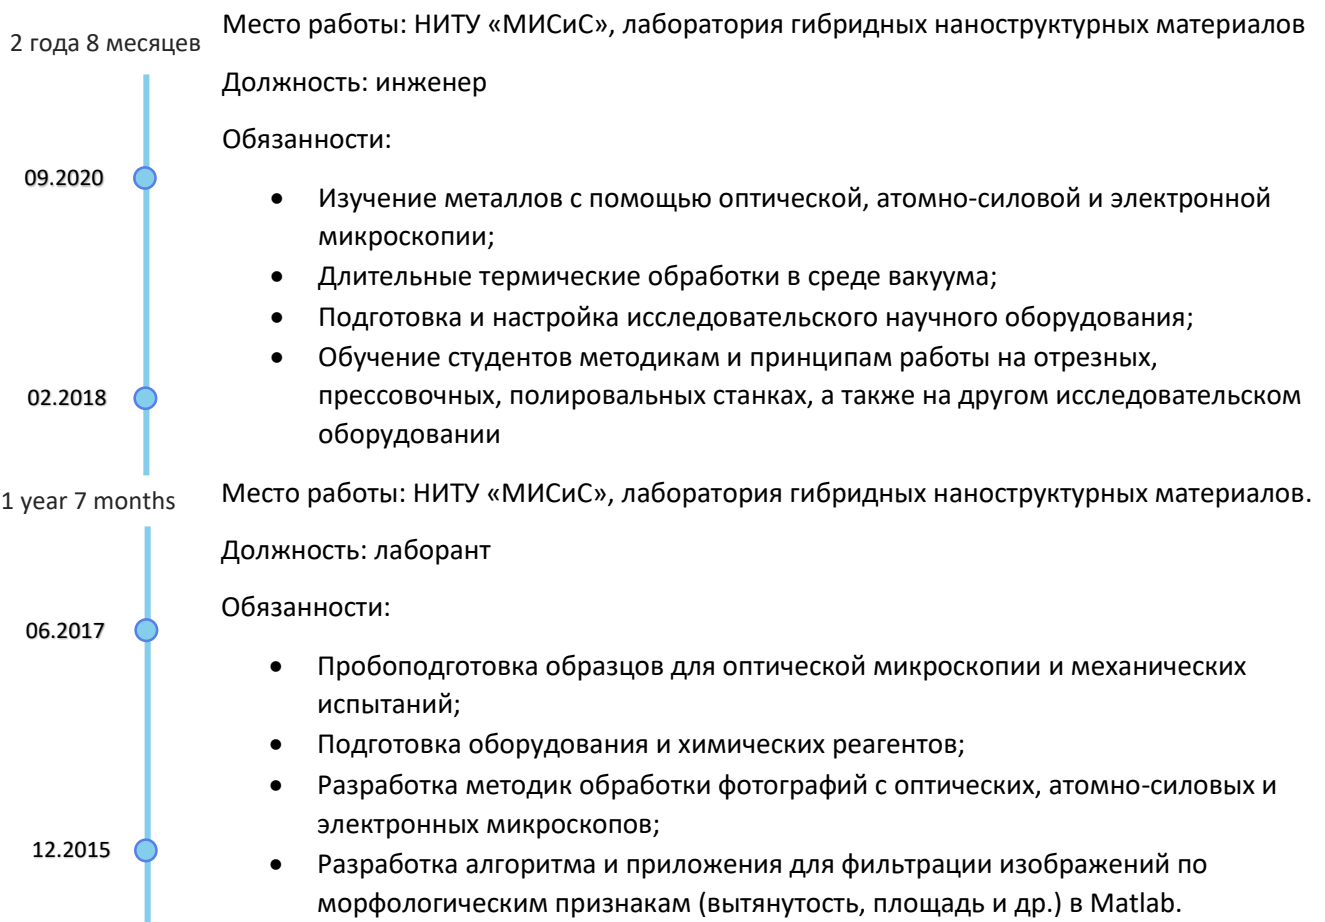 2 года 8 месяцев
Место работы: НИТУ «МИСиС», лаборатория гибридных наноструктурных материалов
Должность: инженер
Обязанности:
09.2020
• Изучение металлов с помощью оптической, атомно-силовой и электронной
микроскопии;
• Длительные термические обработки в среде вакуума;
• Подготовка и настройка исследовательского научного оборудования;
• Обучение студентов методикам и принципам работы на отрезных,
02.2018
прессовочных, полировальных станках, а также на другом исследовательском
оборудовании
1 year 7 months
Место работы: НИТУ «МИСиС», лаборатория гибридных наноструктурных материалов.
Должность: лаборант
Обязанности:
06.2017
• Пробоподготовка образцов для оптической микроскопии и механических
испытаний;
• Подготовка оборудования и химических реагентов;
• Разработка методик обработки фотографий с оптических, атомно-силовых и
электронных микроскопов;
12.2015
• Разработка алгоритма и приложения для фильтрации изображений по
морфологическим признакам (вытянутость, площадь и др.) в Matlab.